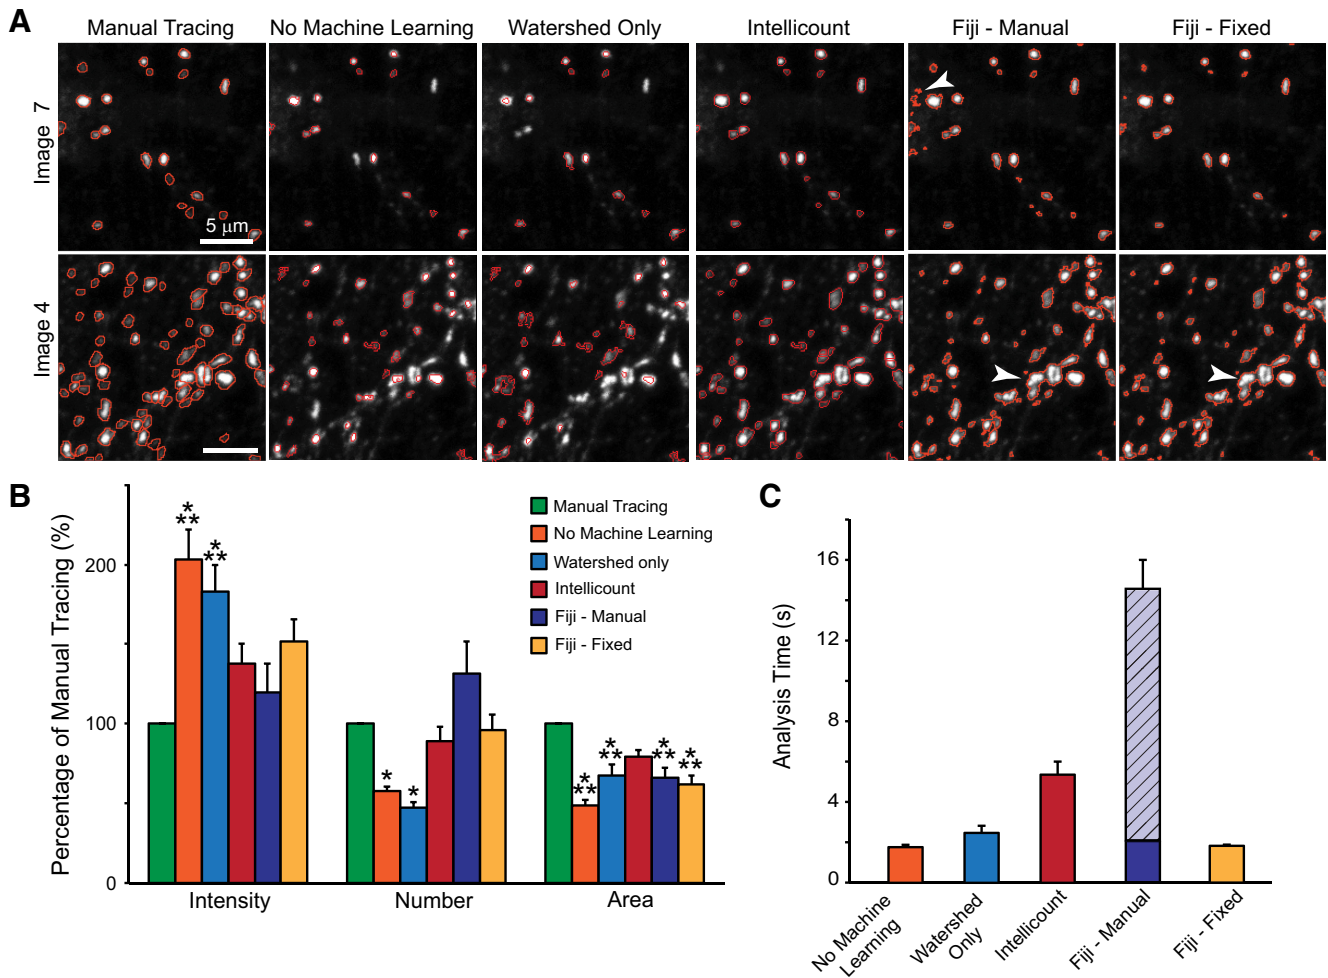 A
Manual Tracing
No Machine Learning
Watershed Only
Intellicount
Fiji - Manual
Fiji - Fixed
Image 7
5 μm
Image 4
B
Percentage of Manual Tracing (%)
200
100
0
*
**
*
**
*
*
*
**
*
**
*
**
*
**
Intensity
Number
Area
Manual Tracing
No Machine Learning
Watershed only
Intellicount
Fiji - Manual
Fiji - Fixed
C
Analysis Time (s)
16
12
8
4
0
No Machine
Learning
Watershed
Only
Intellicount
Fiji - Manual
Fiji - Fixed